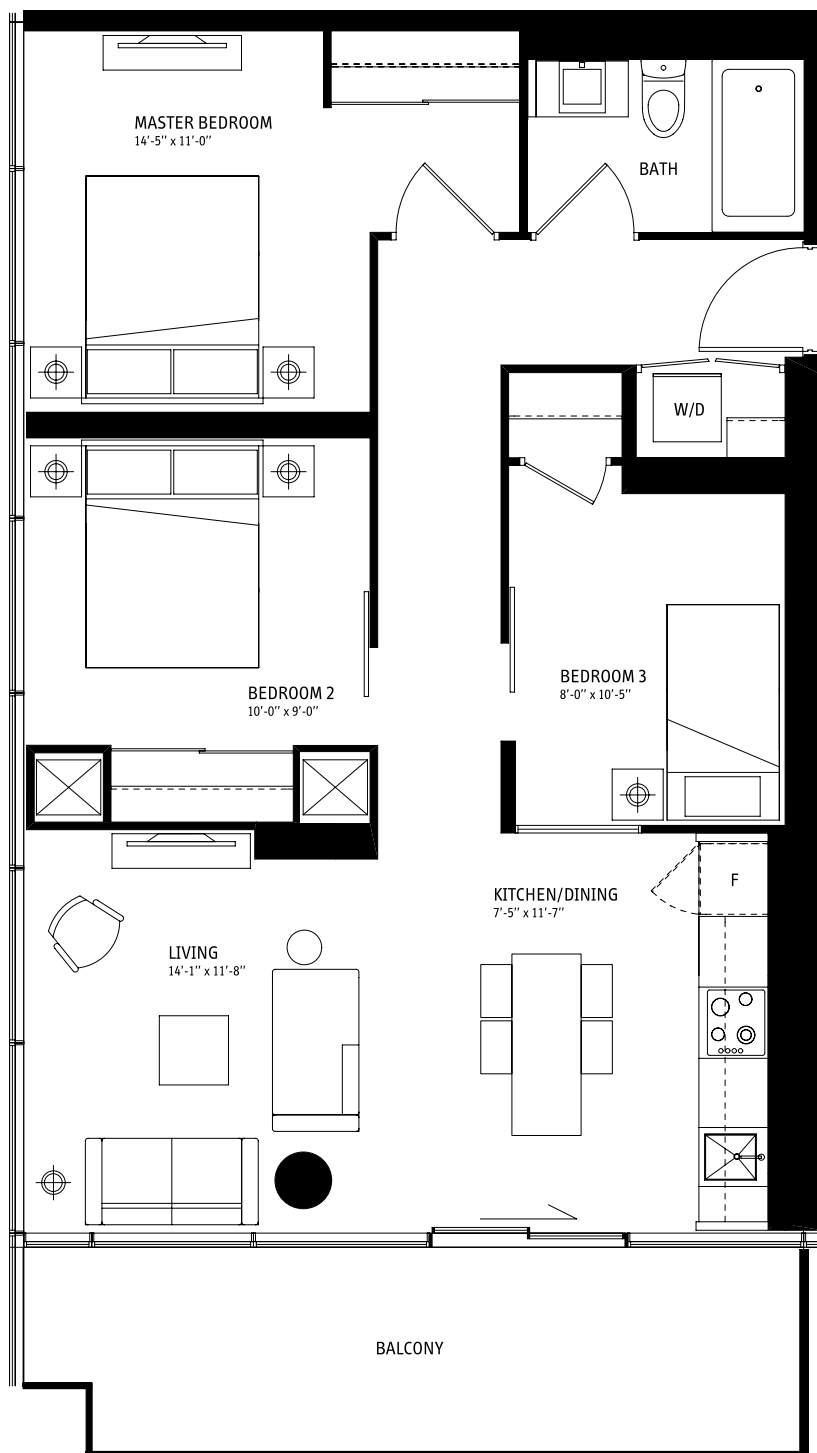 MASTER BEDROOM
14'-5" x 11'-0"
BATH
W/D
BEDROOM 2
10'-0" x 9'-0"
BEDROOM 3
8'-0" x 10'-5"
KITCHEN/DINING
7'-5" x 11'-7"
F
LIVING
14'-1" x 11'-8"
BALCONY